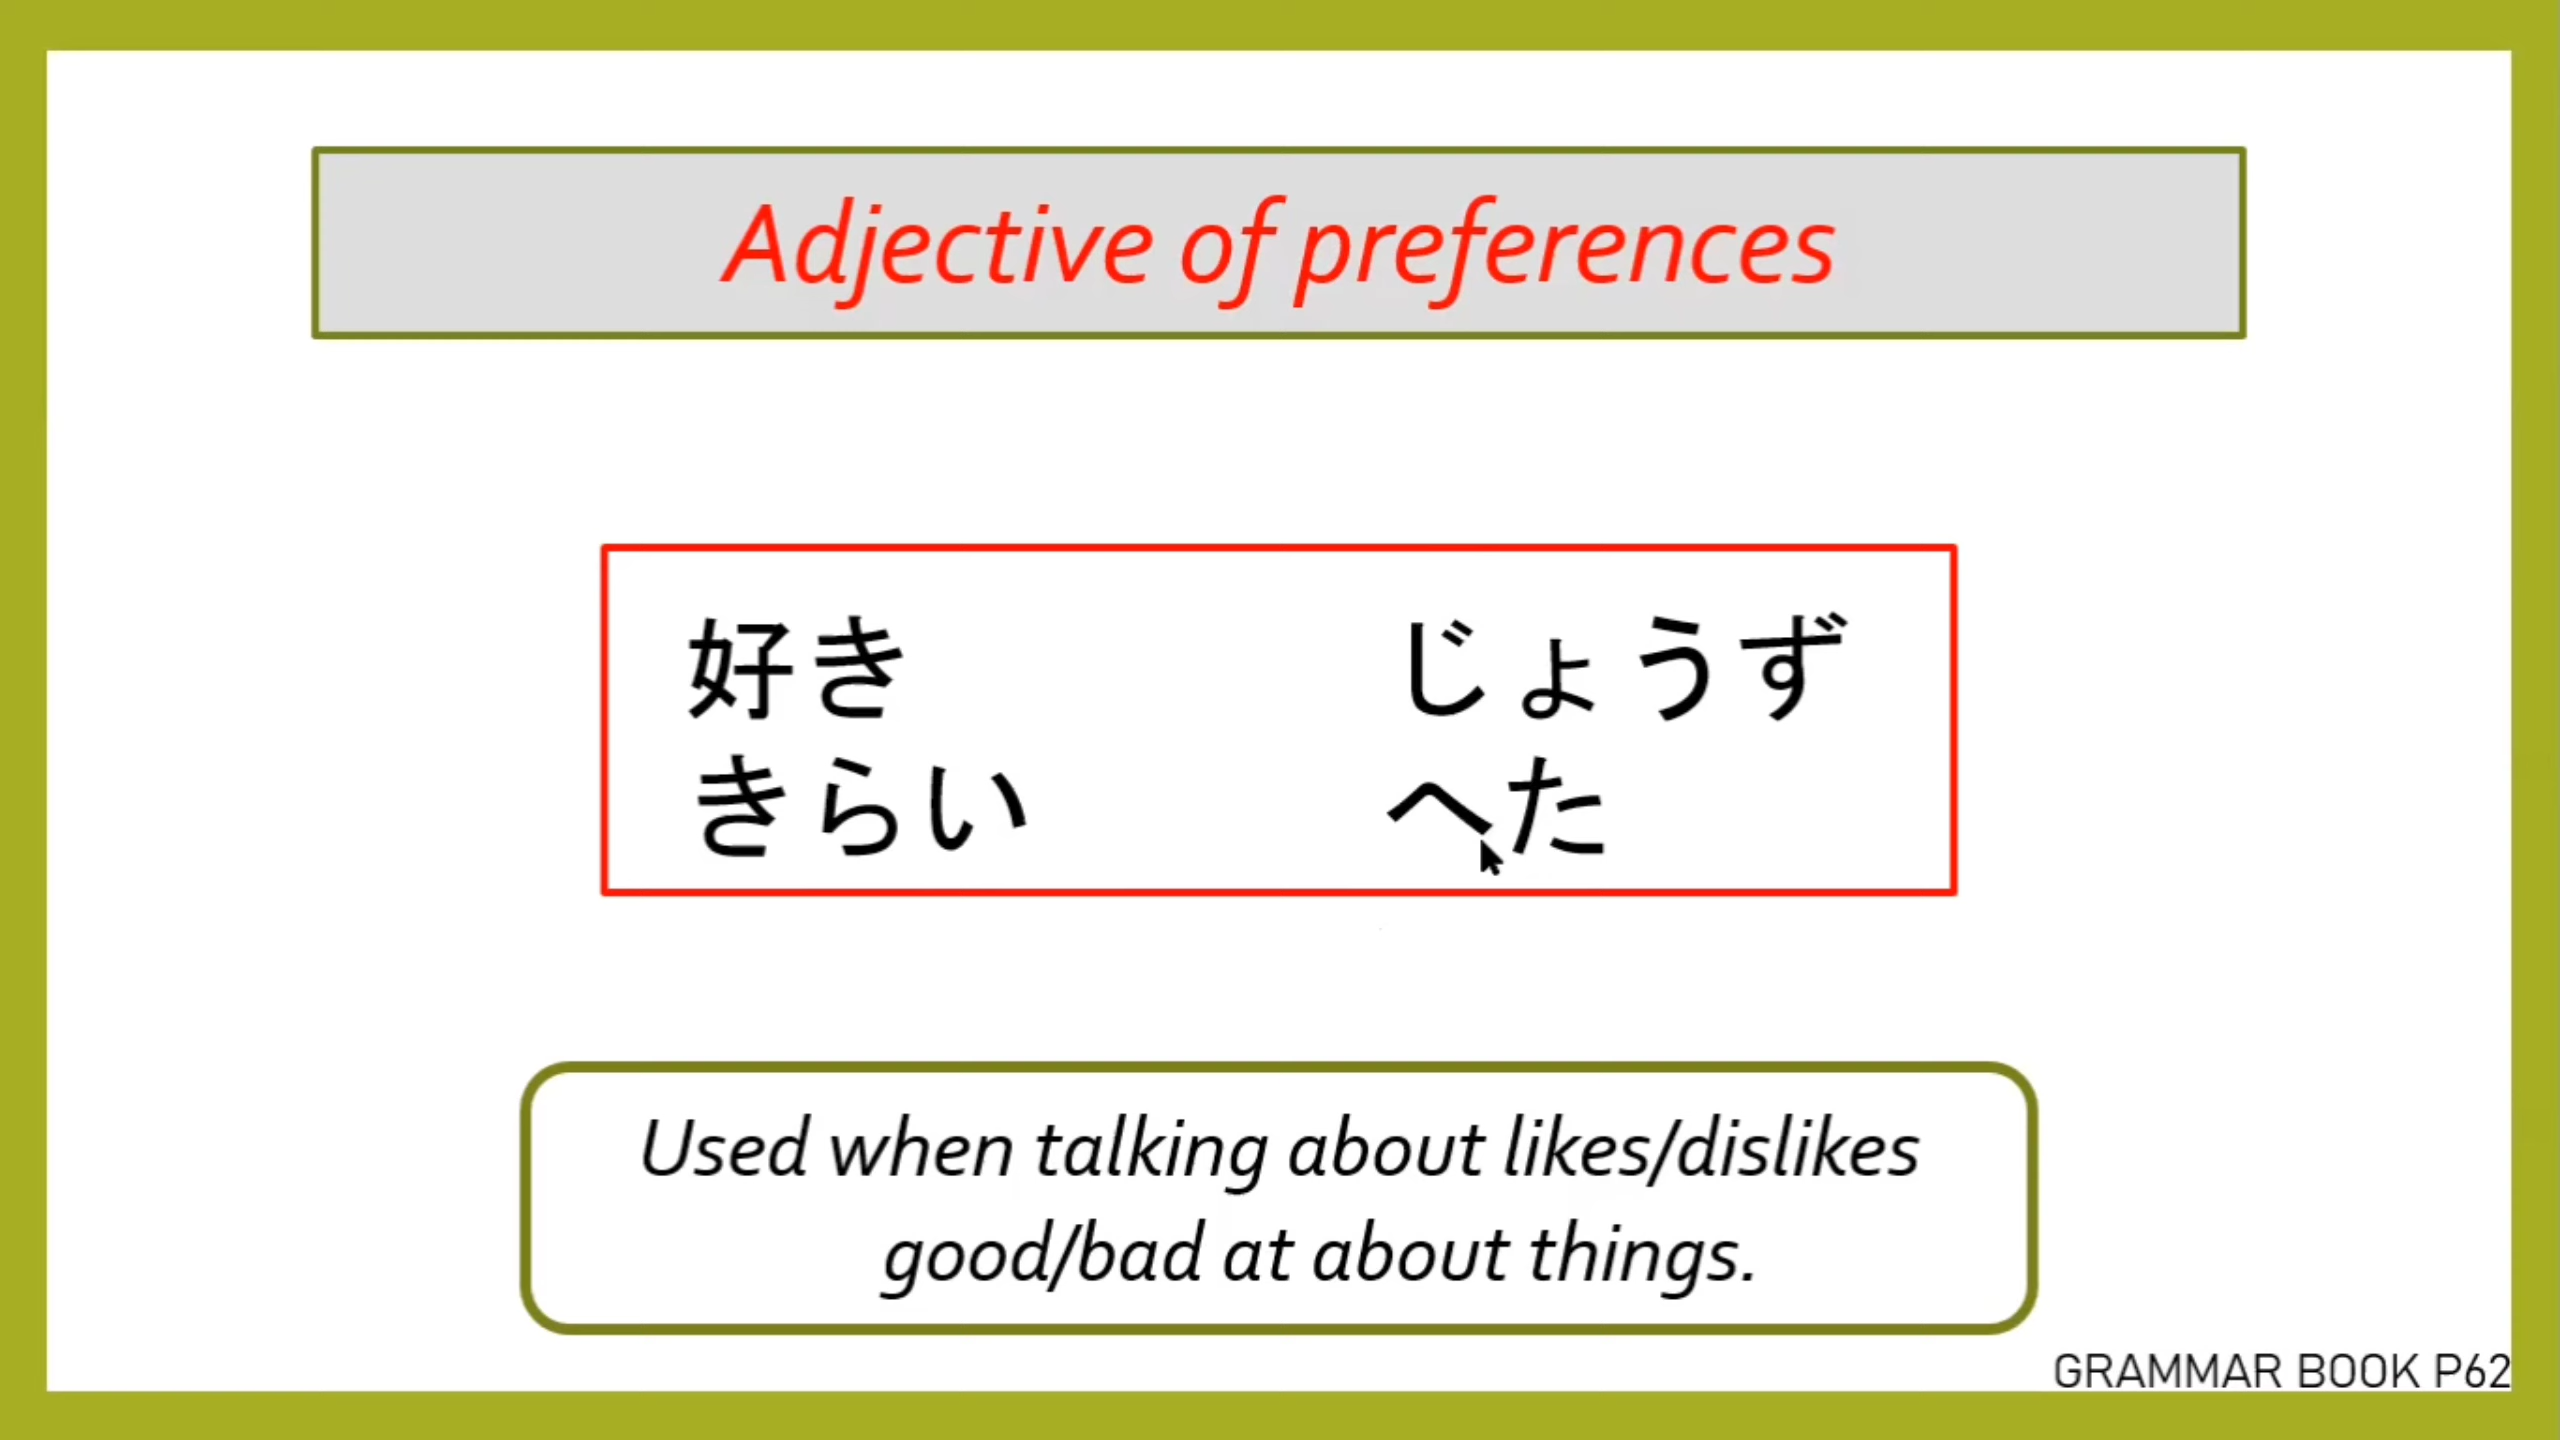 Adjective of preferences
好き じょうず
きらい へた
Used when talking about likes/dislikes
good/bad at about things.
GRAMMAR BOOK P62